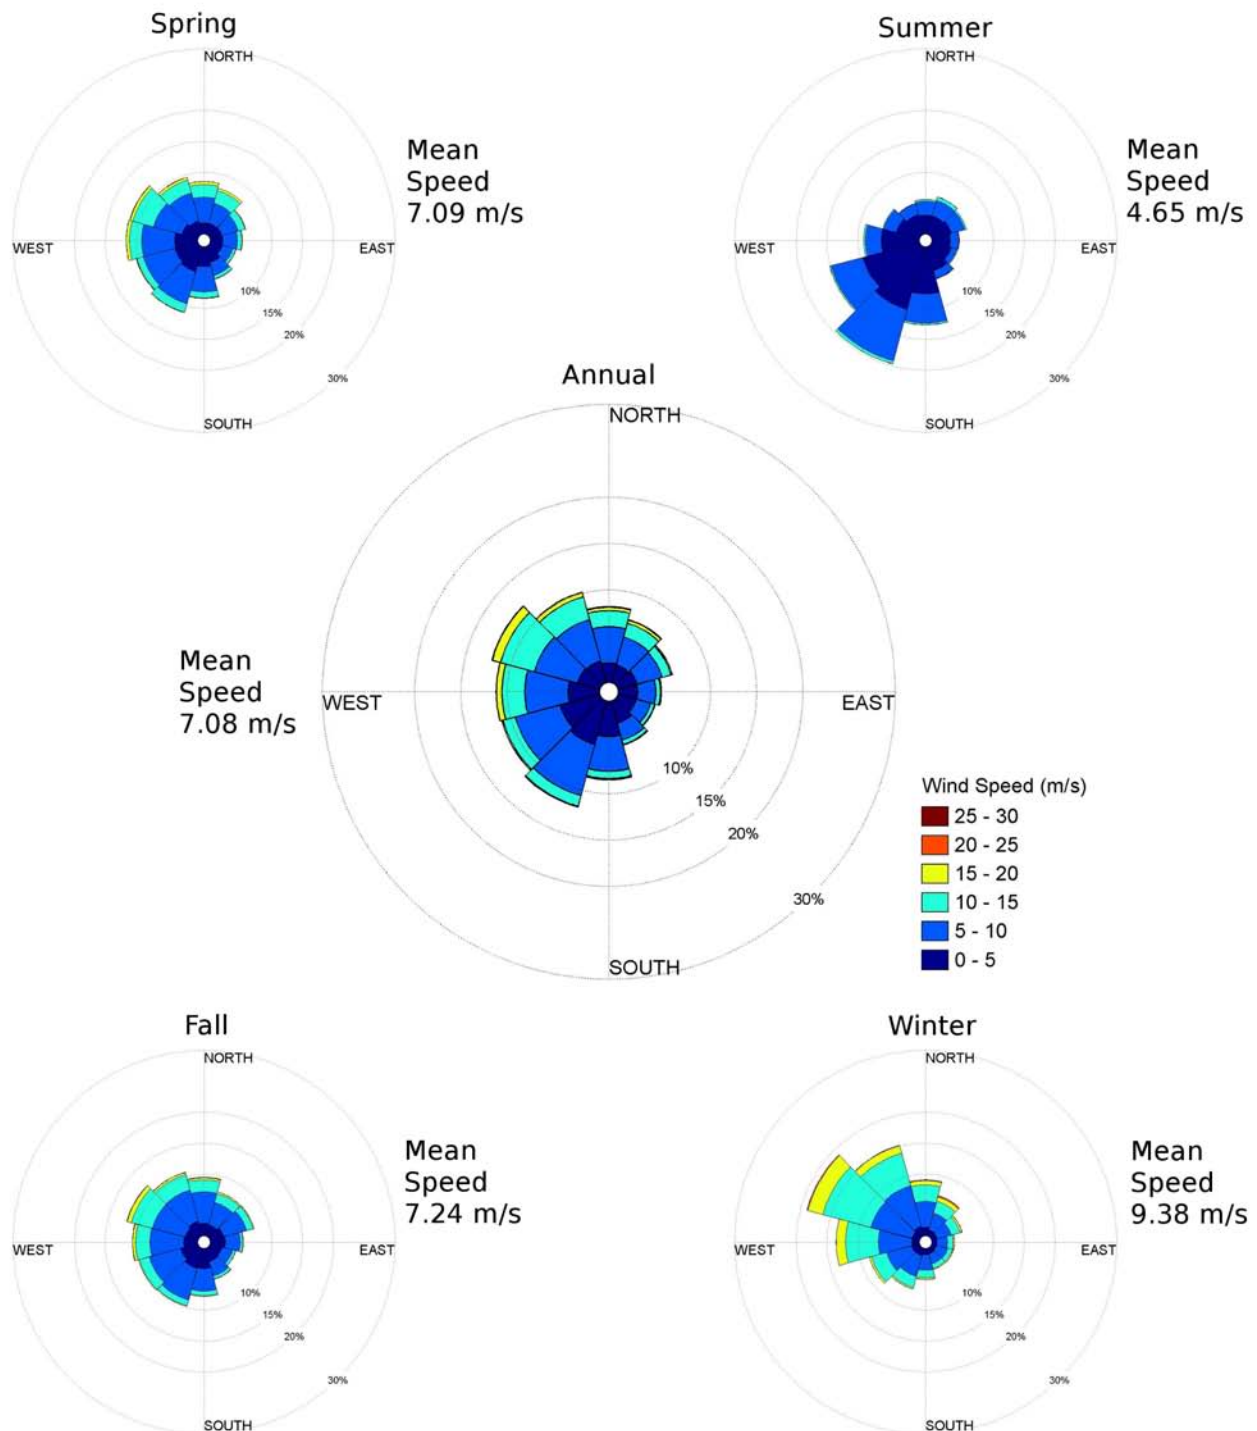 Spring
NORTH
WEST
EAST
SOUTH
10%
15%
20%
30%
Mean
Speed
7.09 m/s
Summer
NORTH
WEST
EAST
SOUTH
10%
15%
20%
30%
Mean
Speed
4.65 m/s
Annual
NORTH
WEST
EAST
SOUTH
10%
15%
20%
30%
Mean
Speed
7.08 m/s
Wind Speed (m/s)
25 - 30
20 - 25
15 - 20
10 - 15
5 - 10
0 - 5
Fall
NORTH
WEST
EAST
SOUTH
10%
15%
20%
30%
Mean
Speed
7.24 m/s
Winter
NORTH
WEST
EAST
SOUTH
10%
15%
20%
30%
Mean
Speed
9.38 m/s